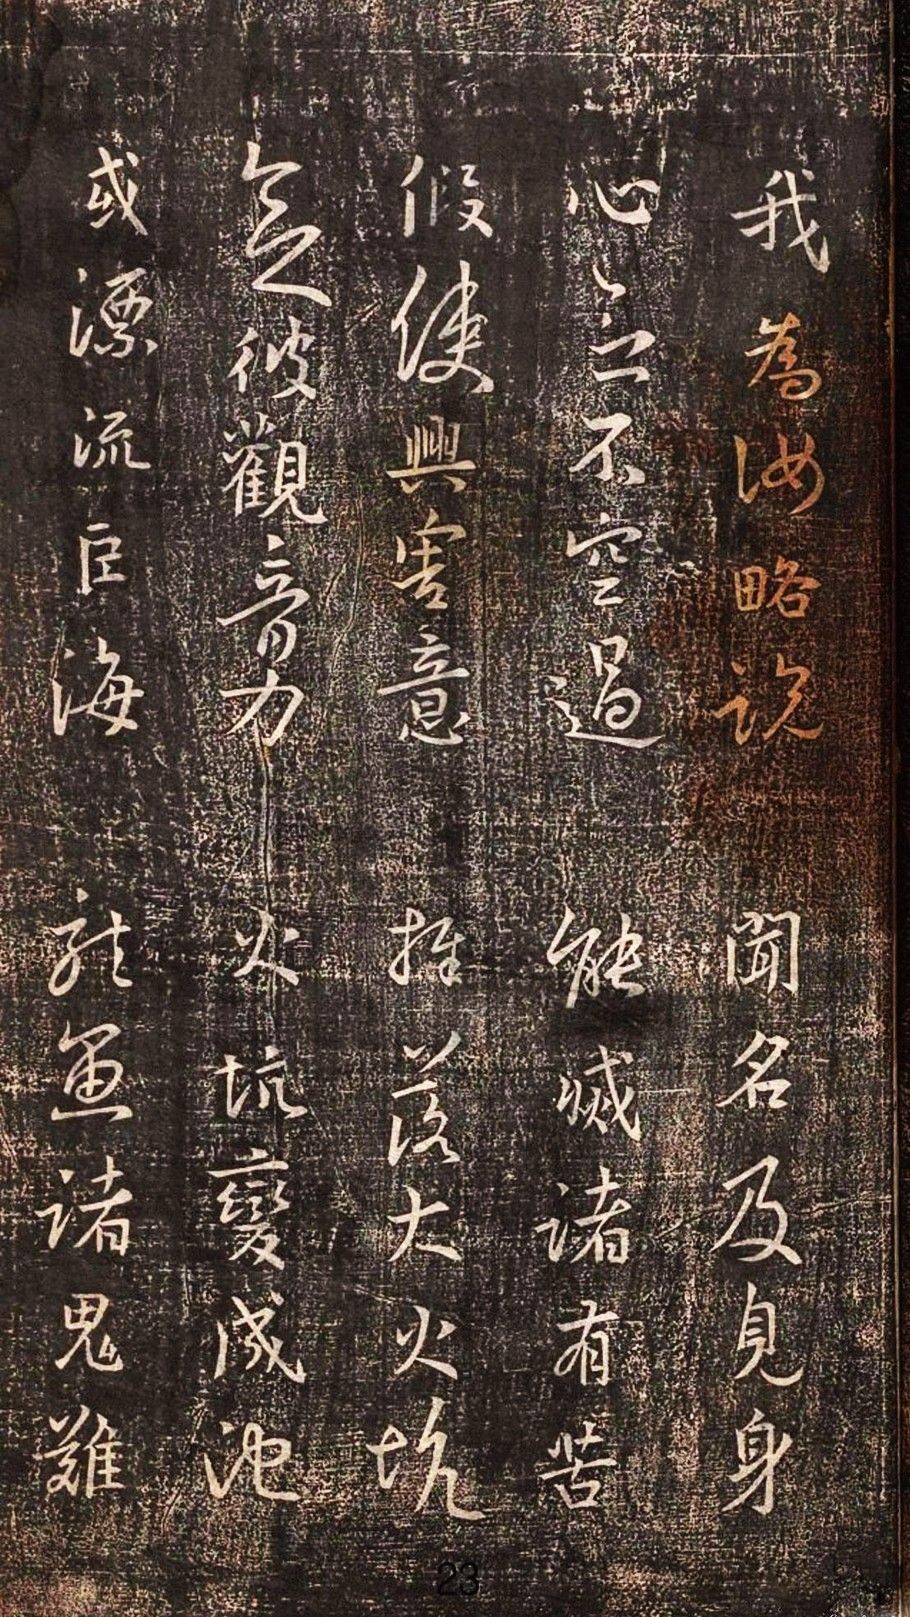 我為汝略説 聞名及見身
心念不空過 能滅諸有苦
假使興害意 推落大火坑
念彼觀音力 火坑變成池
或漂流巨海 龍魚諸鬼難
23